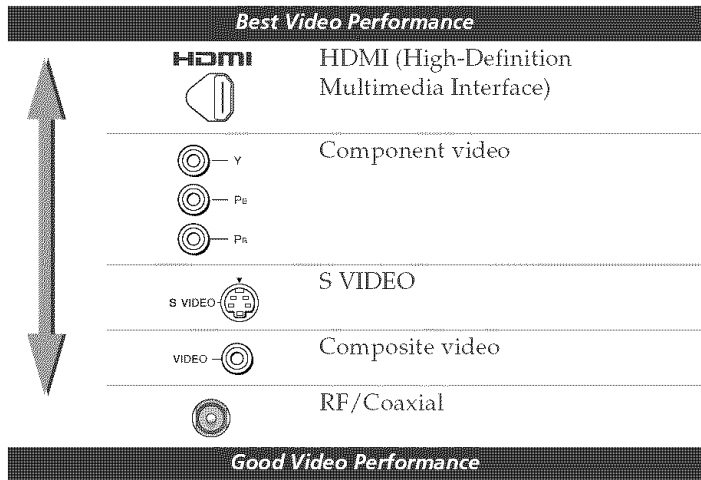 Best Video Performance
HDMI
HDMI (High-Definition
Multimedia Interface)
Y
PB
PR
Component video
S VIDEO
S VIDEO
VIDEO
Composite video
RF/Coaxial
Good Video Performance